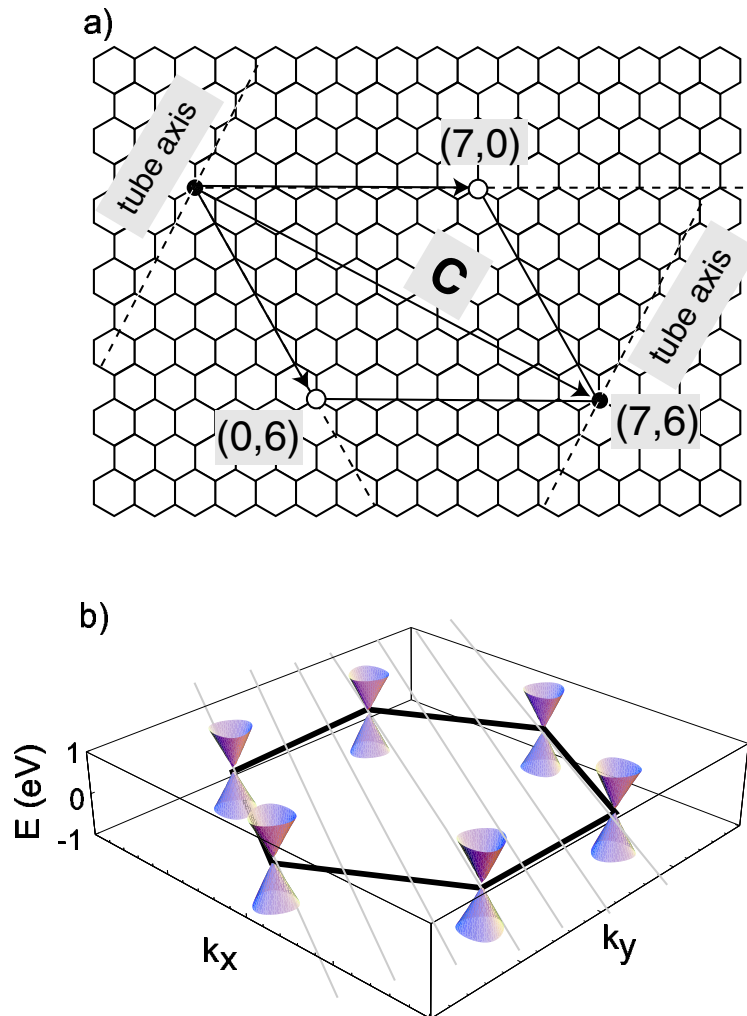 a)
tube axis
(7,0)
C
tube axis
(0,6)
(7,6)
b)
E (eV)
1
0
-1
kx
ky